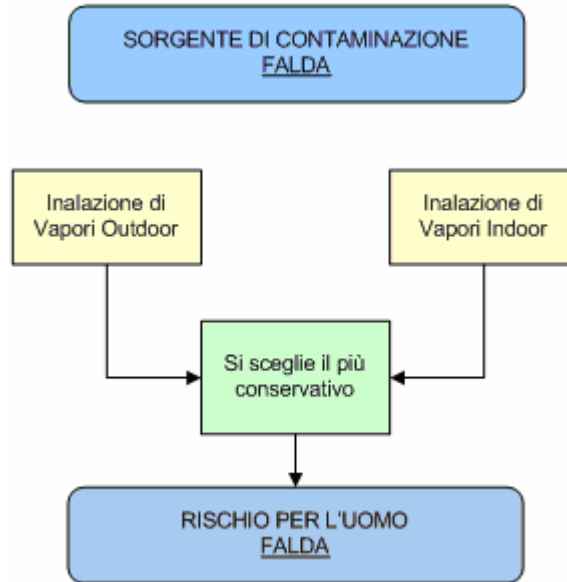 SORGENTE DI CONTAMINAZIONE
FALDA
Inalazione di
Vapori Outdoor
Inalazione di
Vapori Indoor
Si sceglie il più
conservativo
RISCHIO PER L'UOMO
FALDA